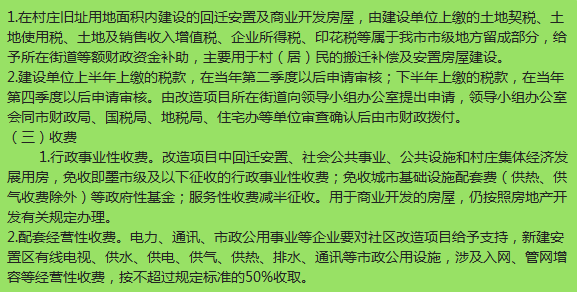 1.在村庄旧址用地面积内建设的回迁安置及商业开发房屋，由建设单位上缴的土地契税、土
地使用税、土地及销售收入增值税、企业所得税、印花税等属于我市市级地方留成部分，给
予所在街道等额财政资金补助，主要用于村（居）民的搬迁补偿及安置房屋建设。
2.建设单位上半年上缴的税款，在当年第二季度以后申请审核；下半年上缴的税款，在当年
第四季度以后申请审核。由改造项目所在街道向领导小组办公室提出申请，领导小组办公室
会同市财政局、国税局、地税局、住宅办等单位审查确认后由市财政拨付。
（三）收费
1.行政事业性收费。改造项目中回迁安置、社会公共事业、公共设施和村庄集体经济发
展用房，免收即墨市级及以下征收的行政事业性收费；免收城市基础设施配套费（供热、供
气收费除外）等政府性基金；服务性收费减半征收。用于商业开发的房屋，仍按照房地产开
发有关规定办理。
2.配套经营性收费。电力、通讯、市政公用事业等企业要对社区改造项目给予支持，新建安
置区有线电视、供水、供电、供气、供热、排水、通讯等市政公用设施，涉及入网、管网增
容等经营性收费，按不超过规定标准的50%收取。